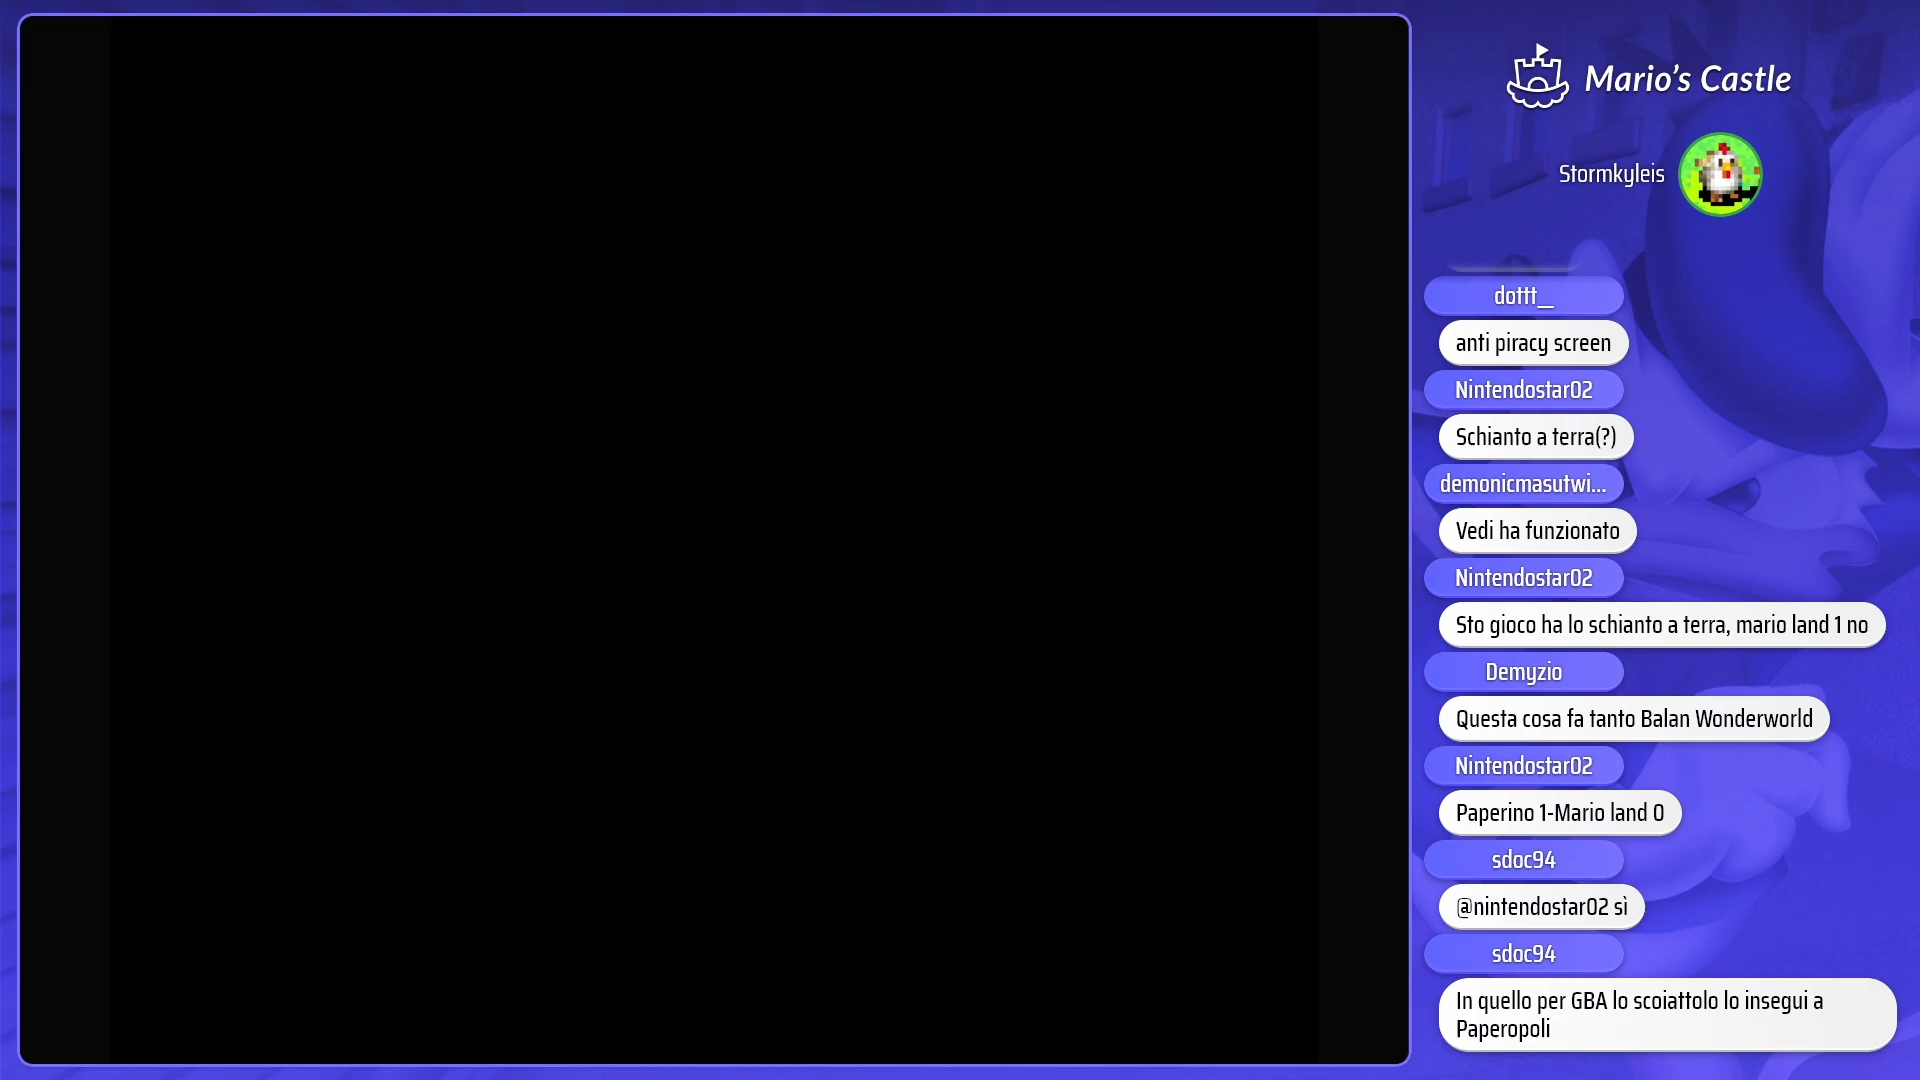 Mario's Castle
Stormkyleis
dottt_
anti piracy screen
Nintendostar02
Schianto a terra(?)
demonicmasutwi...
Vedi ha funzionato
Nintendostar02
Sto gioco ha lo schianto a terra, mario land 1 no
Demyzio
Questa cosa fa tanto Balan Wonderworld
Nintendostar02
Paperino 1-Mario land 0
sdoc94
@nintendostar02 sì
sdoc94
In quello per GBA lo scoiattolo lo insegui a
Paperopoli